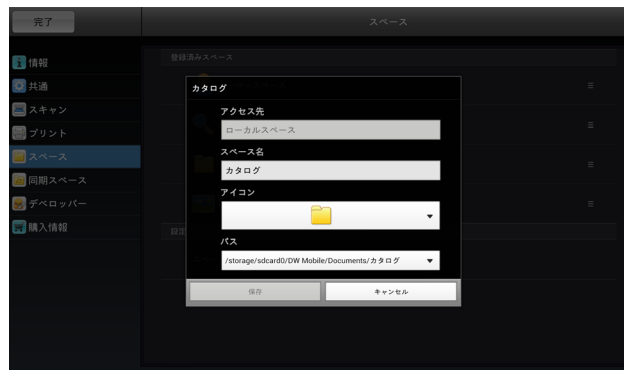 完了
スペース
情報
共通
スキャン
プリント
スペース
同期スペース
デベロッパー
購入情報
登録済みスペース
カタログ
アクセス先
ローカルスペース
スペース名
カタログ
アイコン
パス
/storage/sdcard0/DW Mobile/Documents/カタログ
保存
キャンセル